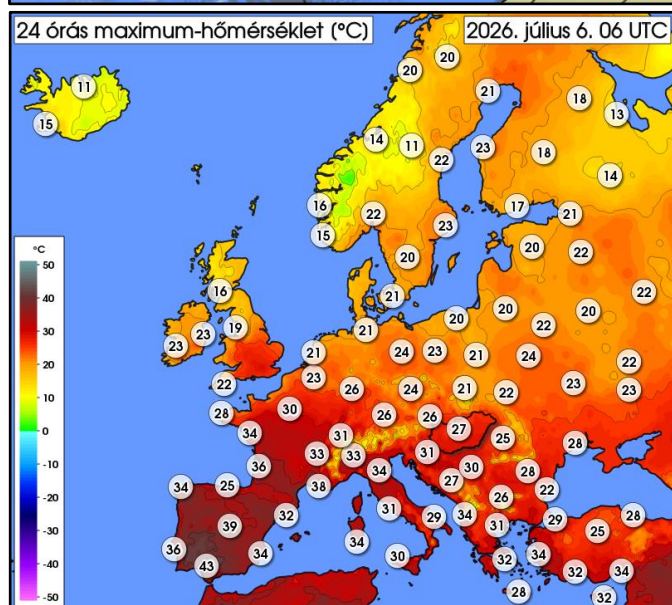 24 órás maximum-hőmérséklet (°C) 2026. július 6. 06 UTC
20 20
11 21 18
15 13
14 11 22 23 18
14
16 22 17 21
15 23
20 20 22
°C
50 16 21 22
40 23 23 19 21 20 20 22 20
30 21 24 23 21 24 22
20 22 23 26 24 21 22 23 23
10 28 30 26 26 27
0 34 31 31 25 28
-10 36 33 33 34 30 28
-20 34 25 38 27 26 22
-30 39 32 31 29 34 31 29 25 28
-40 36 34 34 30 32 34 32 34
-50 43 28 32